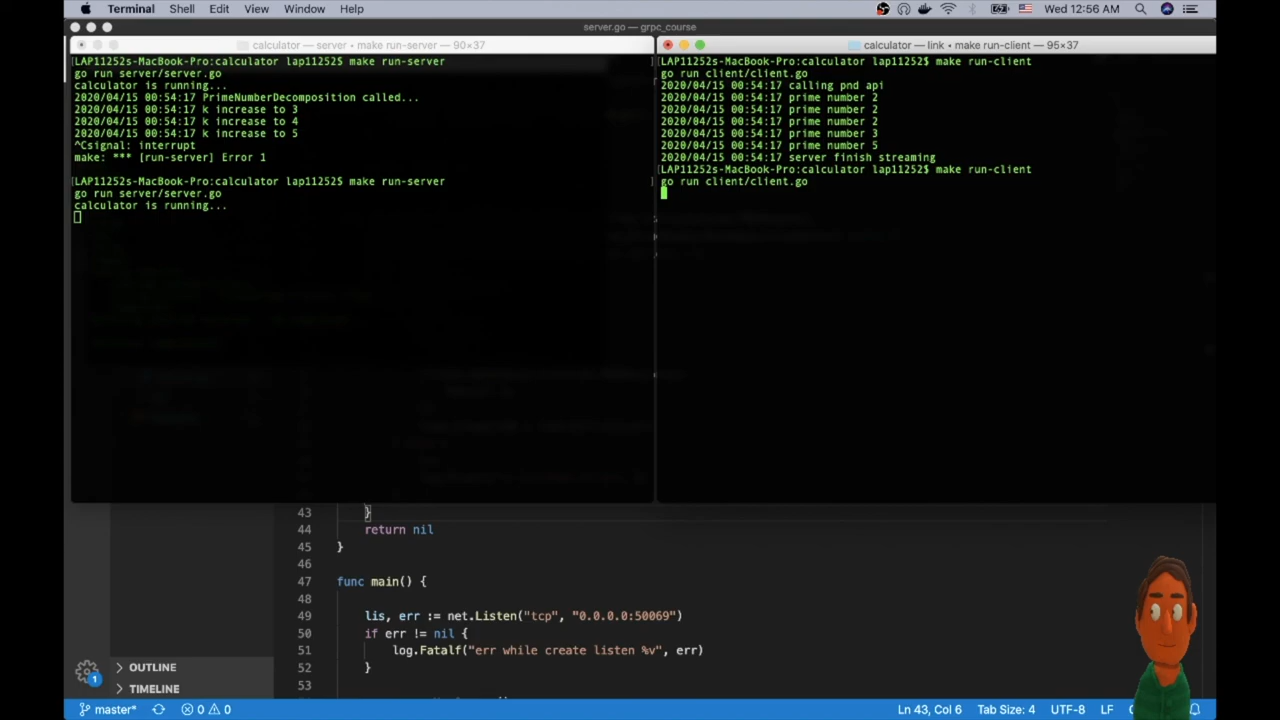 Terminal Shell Edit View Window Help
Wed 12:56 AM
server.go — grpc_course
calculator — server • make run-server — 90×37
[LAP11252s-MacBook-Pro:calculator lap11252$ make run-server
go run server/server.go
calculator is running...
2020/04/15 00:54:17 PrimeNumberDecomposition called...
2020/04/15 00:54:17 k increase to 3
2020/04/15 00:54:17 k increase to 4
2020/04/15 00:54:17 k increase to 5
^Csignal: interrupt
make: *** [run-server] Error 1
[LAP11252s-MacBook-Pro:calculator lap11252$ make run-server
go run server/server.go
calculator is running...
calculator — link • make run-client — 95×37
[LAP11252s-MacBook-Pro:calculator lap11252$ make run-client
go run client/client.go
2020/04/15 00:54:17 calling pnd api
2020/04/15 00:54:17 prime number 2
2020/04/15 00:54:17 prime number 2
2020/04/15 00:54:17 prime number 2
2020/04/15 00:54:17 prime number 3
2020/04/15 00:54:17 prime number 5
2020/04/15 00:54:17 server finish streaming
[LAP11252s-MacBook-Pro:calculator lap11252$ make run-client
go run client/client.go
43 }
44 return nil
45 }
46
47 func main() {
48
49 lis, err := net.Listen("tcp", "0.0.0.0:50069")
50 if err != nil {
51 log.Fatalf("err while create listen %v", err)
52 }
53
1
OUTLINE
TIMELINE
master* 0 0 Ln 43, Col 6 Tab Size: 4 UTF-8 LF